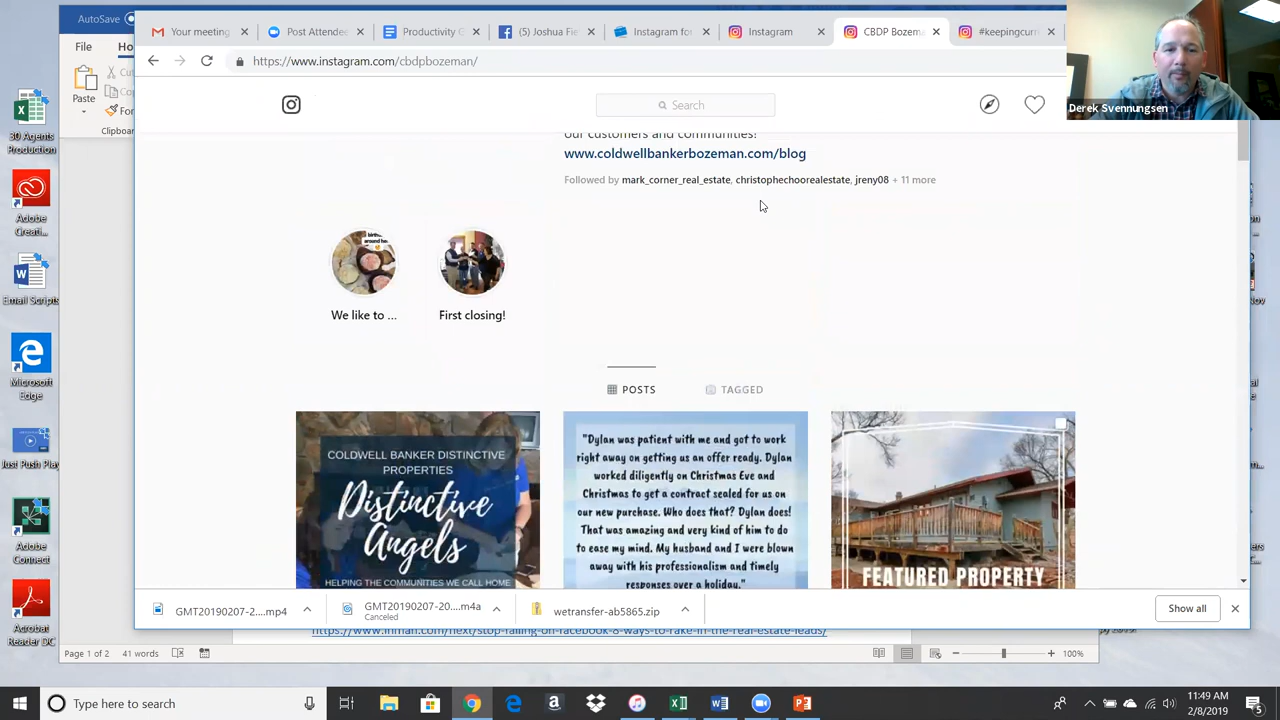 AutoSave
Your meeting
Post Attende
Productivity
(5) Joshua Fie
Instagram for
Instagram
CBDP Bozem
#keepingcurr
File
https://www.instagram.com/cbdpbozeman/
Paste
Clipboard
Search
Derek Svennungsen
our customers and communities!
www.coldwellbankerbozeman.com/blog
Followed by mark_corner_real_estate, christophechoorealestate, jreny08 + 11 more
30 Agents
Production
Adobe
Creati...
Email Scripts
Microsoft
Edge
Just Push Play
Adobe
Connect
Acrobat
Reader DC
We like to ...
First closing!
POSTS
TAGGED
COLDWELL BANKER DISTINCTIVE
PROPERTIES
Distinctive
Angels
HELPING THE COMMUNITIES WE CALL HOME
"Dylan was patient with me and got to work
right away on getting us an offer ready. Dylan
worked diligently on Christmas Eve and
Christmas to get a contract sealed for us on
our new purchase. Who does that? Dylan does!
That was amazing and very kind of him to do
to ease my mind. My husband and I were blown
away with his professionalism and timely
responses over a holiday."
FEATURED PROPERTY
GMT20190207-2....mp4
GMT20190207-20....m4a
Canceled
wetransfer-ab5865.zip
Show all
https://www.inman.com/next/stop-failing-on-facebook-8-ways-to-rake-in-the-real-estate-leads/
Page 1 of 2
41 words
100%
Type here to search
11:49 AM
2/8/2019
5